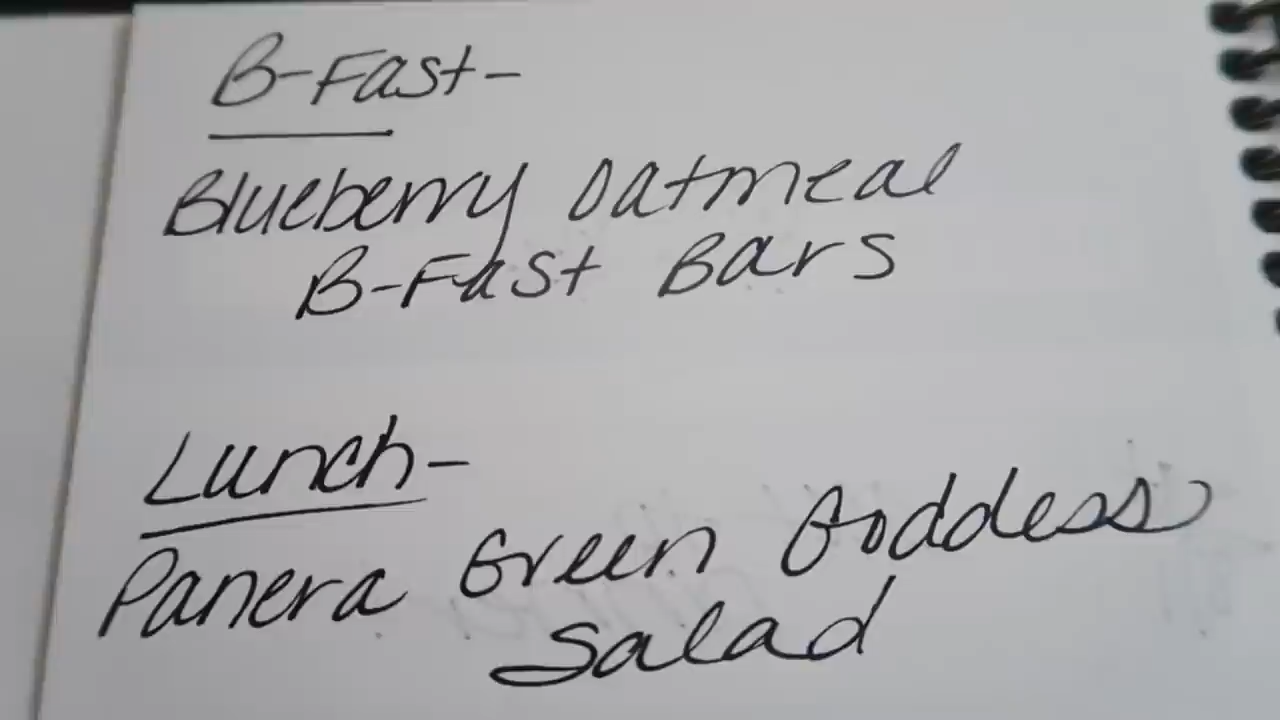 B-Fast-
Blueberry Oatmeal
B-Fast Bars
Lunch-
Panera Green Goddess
Salad